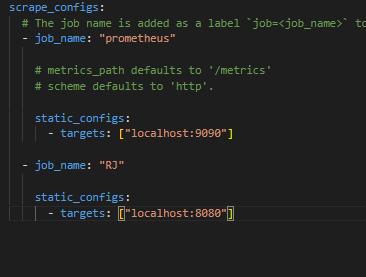 scrape_configs:
# The job name is added as a label `job=<job_name>` to
- job_name: "prometheus"
# metrics_path defaults to '/metrics'
# scheme defaults to 'http'.
static_configs:
- targets: ["localhost:9090"]
- job_name: "RJ"
static_configs:
- targets: ["localhost:8080"]